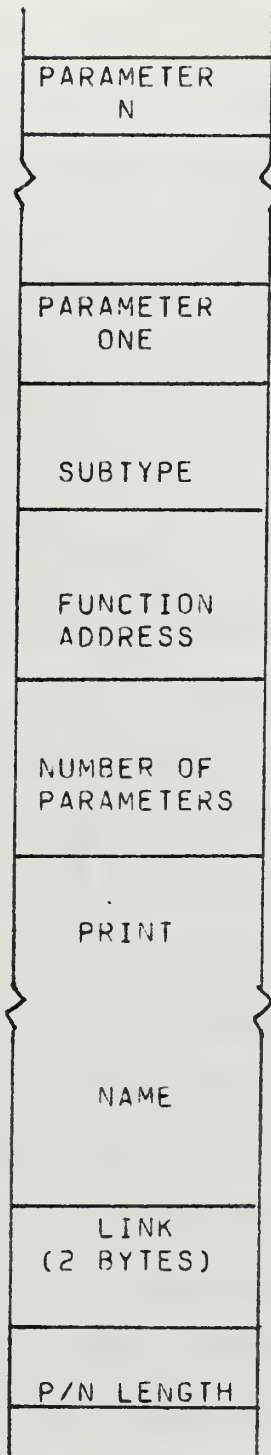 PARAMETER
N
PARAMETER
ONE
SUBTYPE
FUNCTION
ADDRESS
NUMBER OF
PARAMETERS
PRINT
NAME
LINK
(2 BYTES)
P/N LENGTH